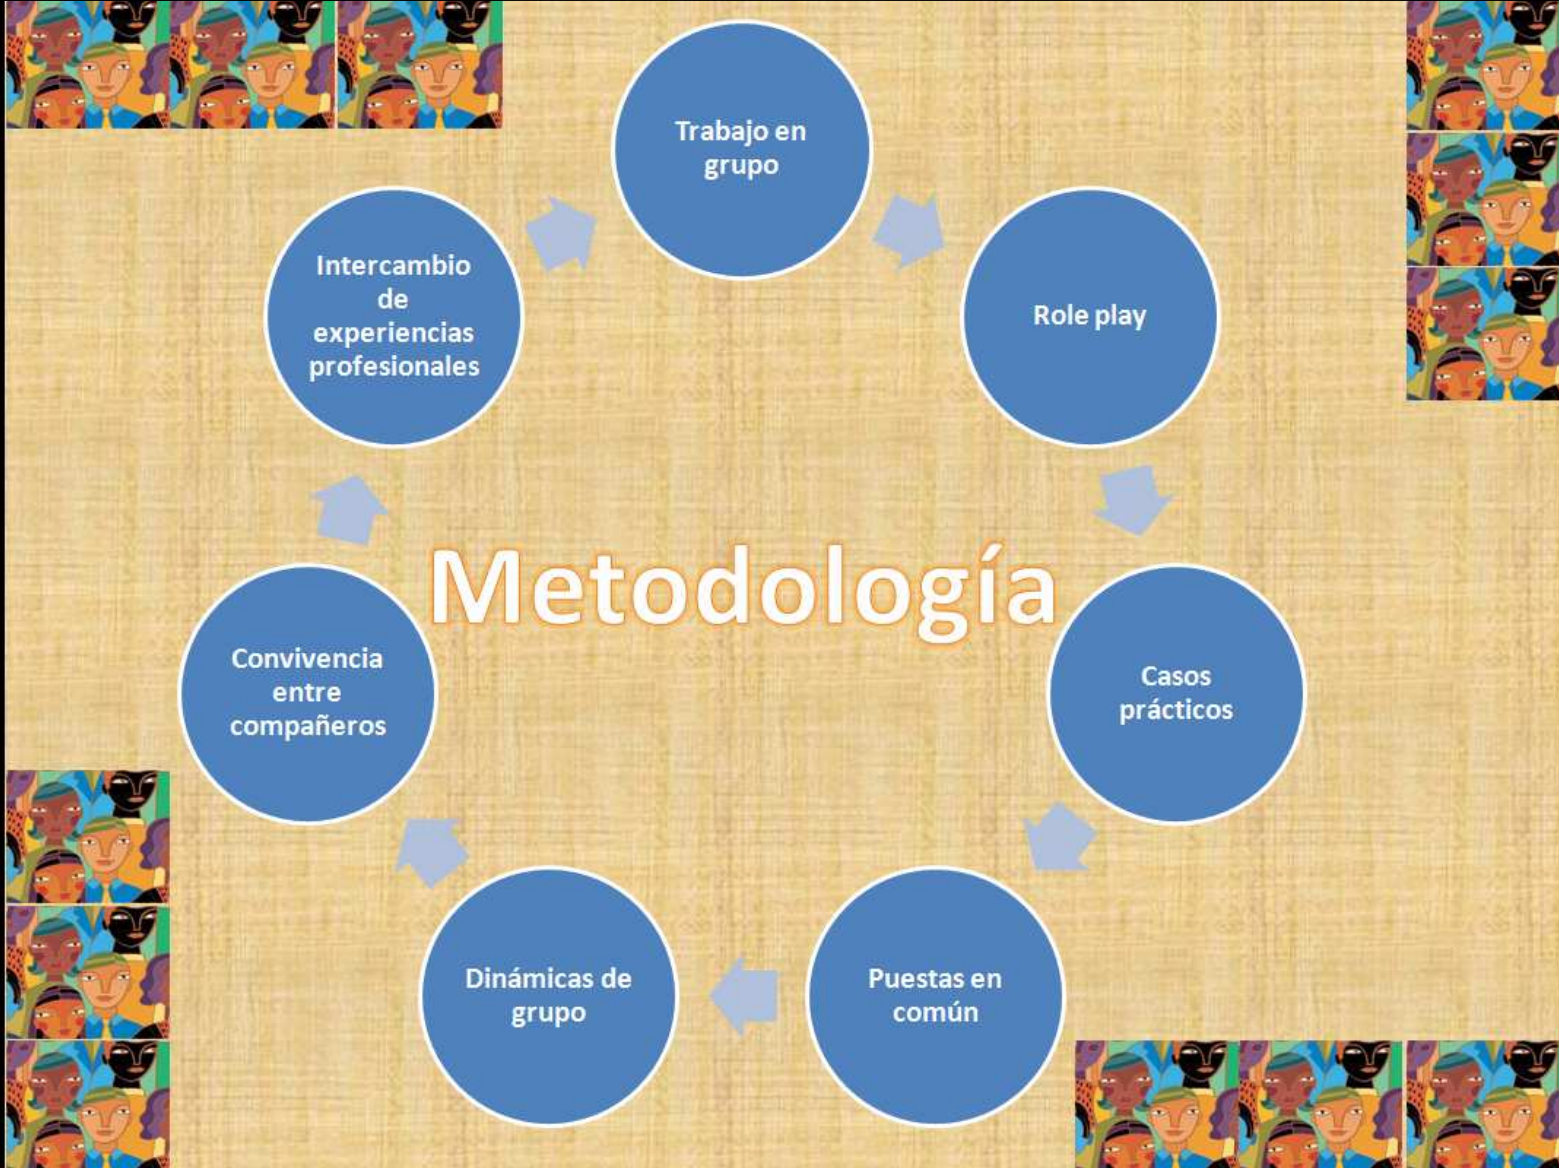 Trabajo en
grupo
Role play
Casos
prácticos
Puestas en
común
Dinámicas de
grupo
Convivencia
entre
compañeros
Intercambio
de
experiencias
profesionales
Metodología